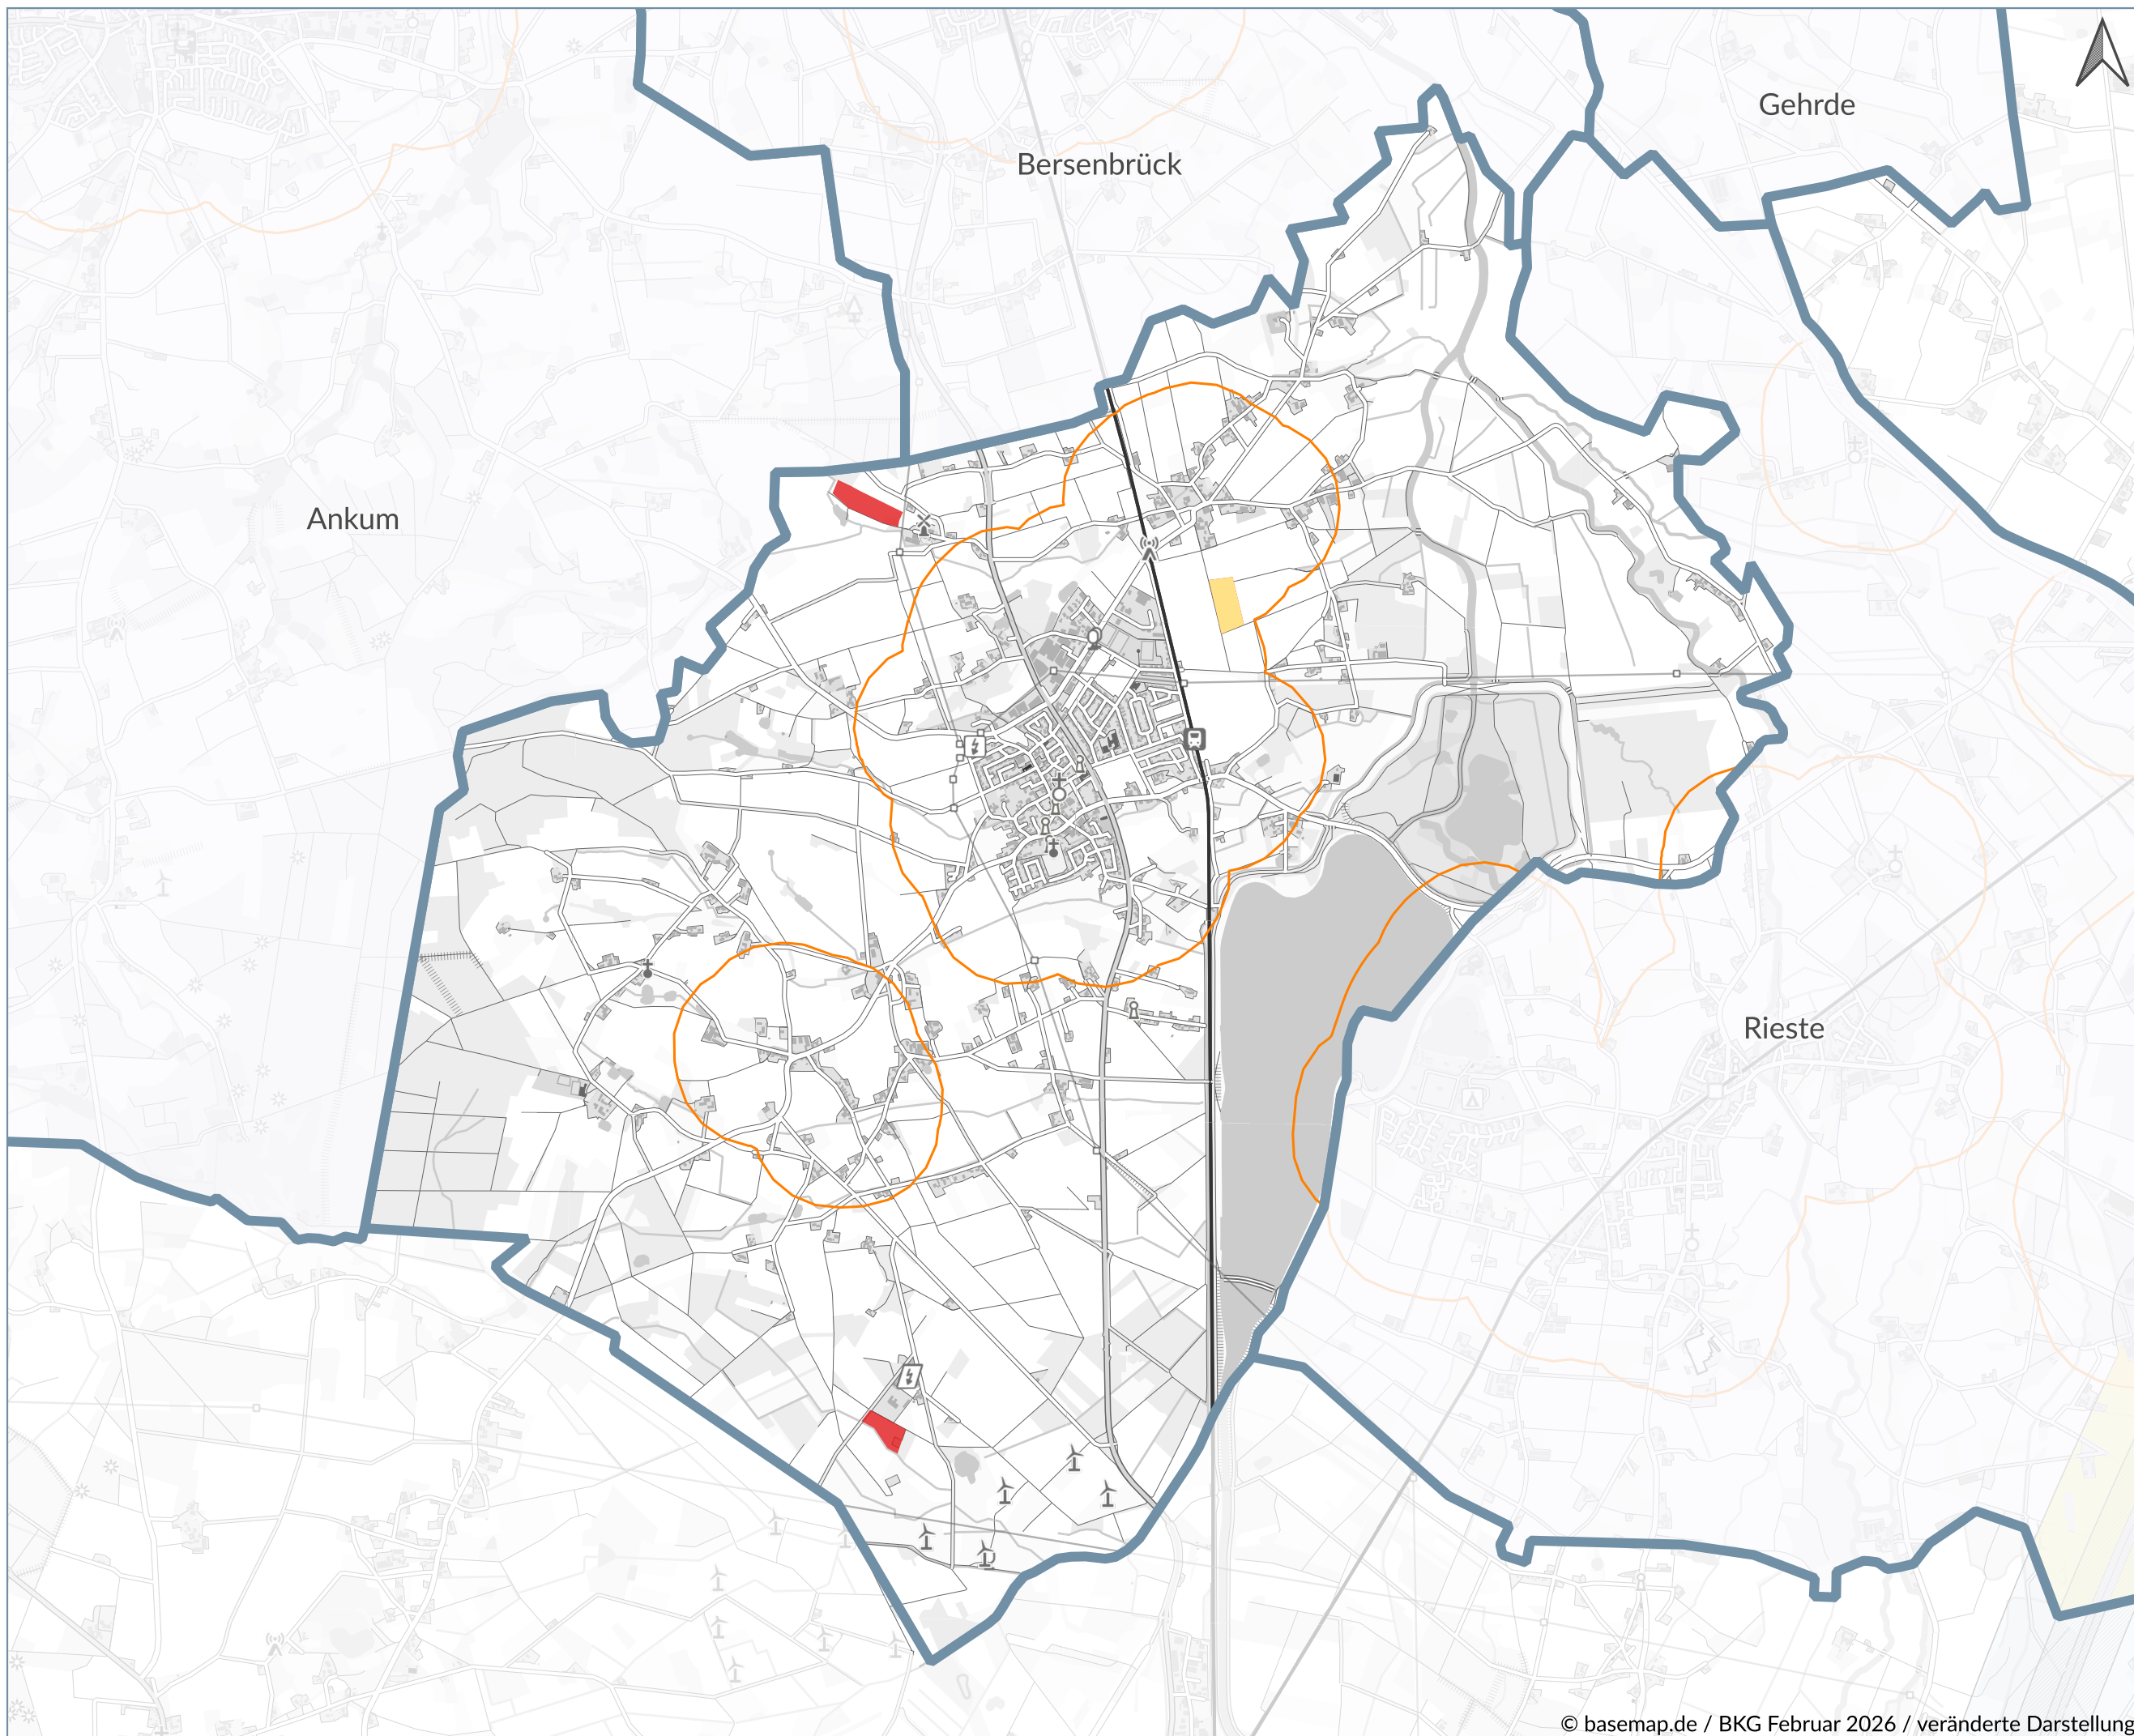 Gehrde
Bersenbrück
Ankum
Rieste
© basemap.de / BKG Februar 2026 / veränderte Darstellung